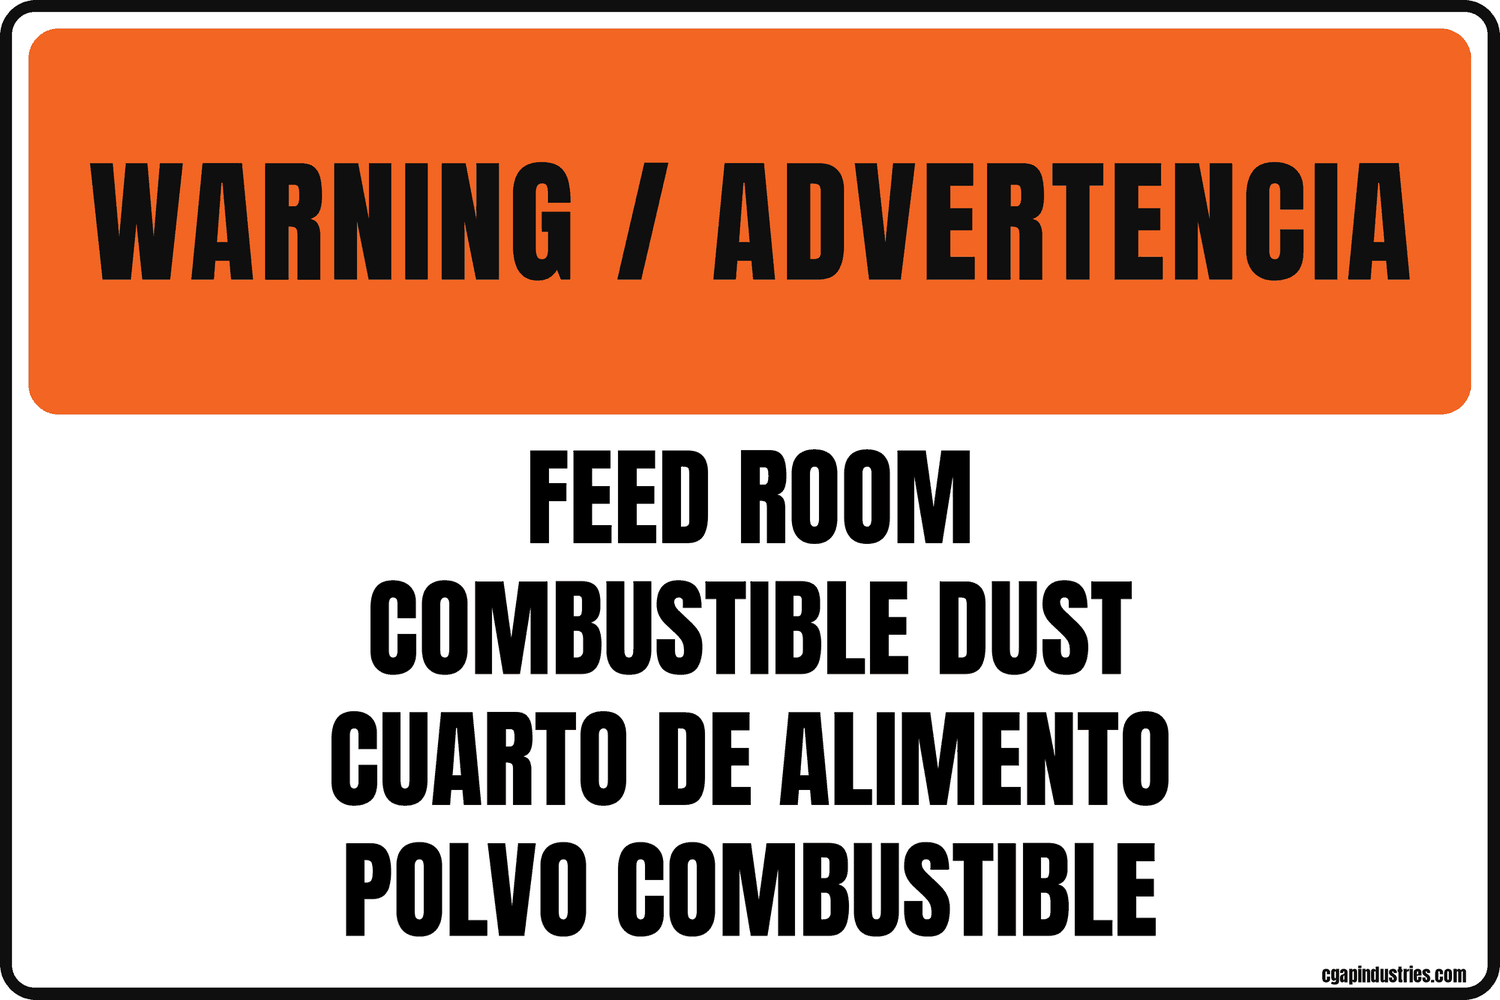 WARNING / ADVERTENCIA
FEED ROOM
COMBUSTIBLE DUST
CUARTO DE ALIMENTO
POLVO COMBUSTIBLE
cgapindustries.com